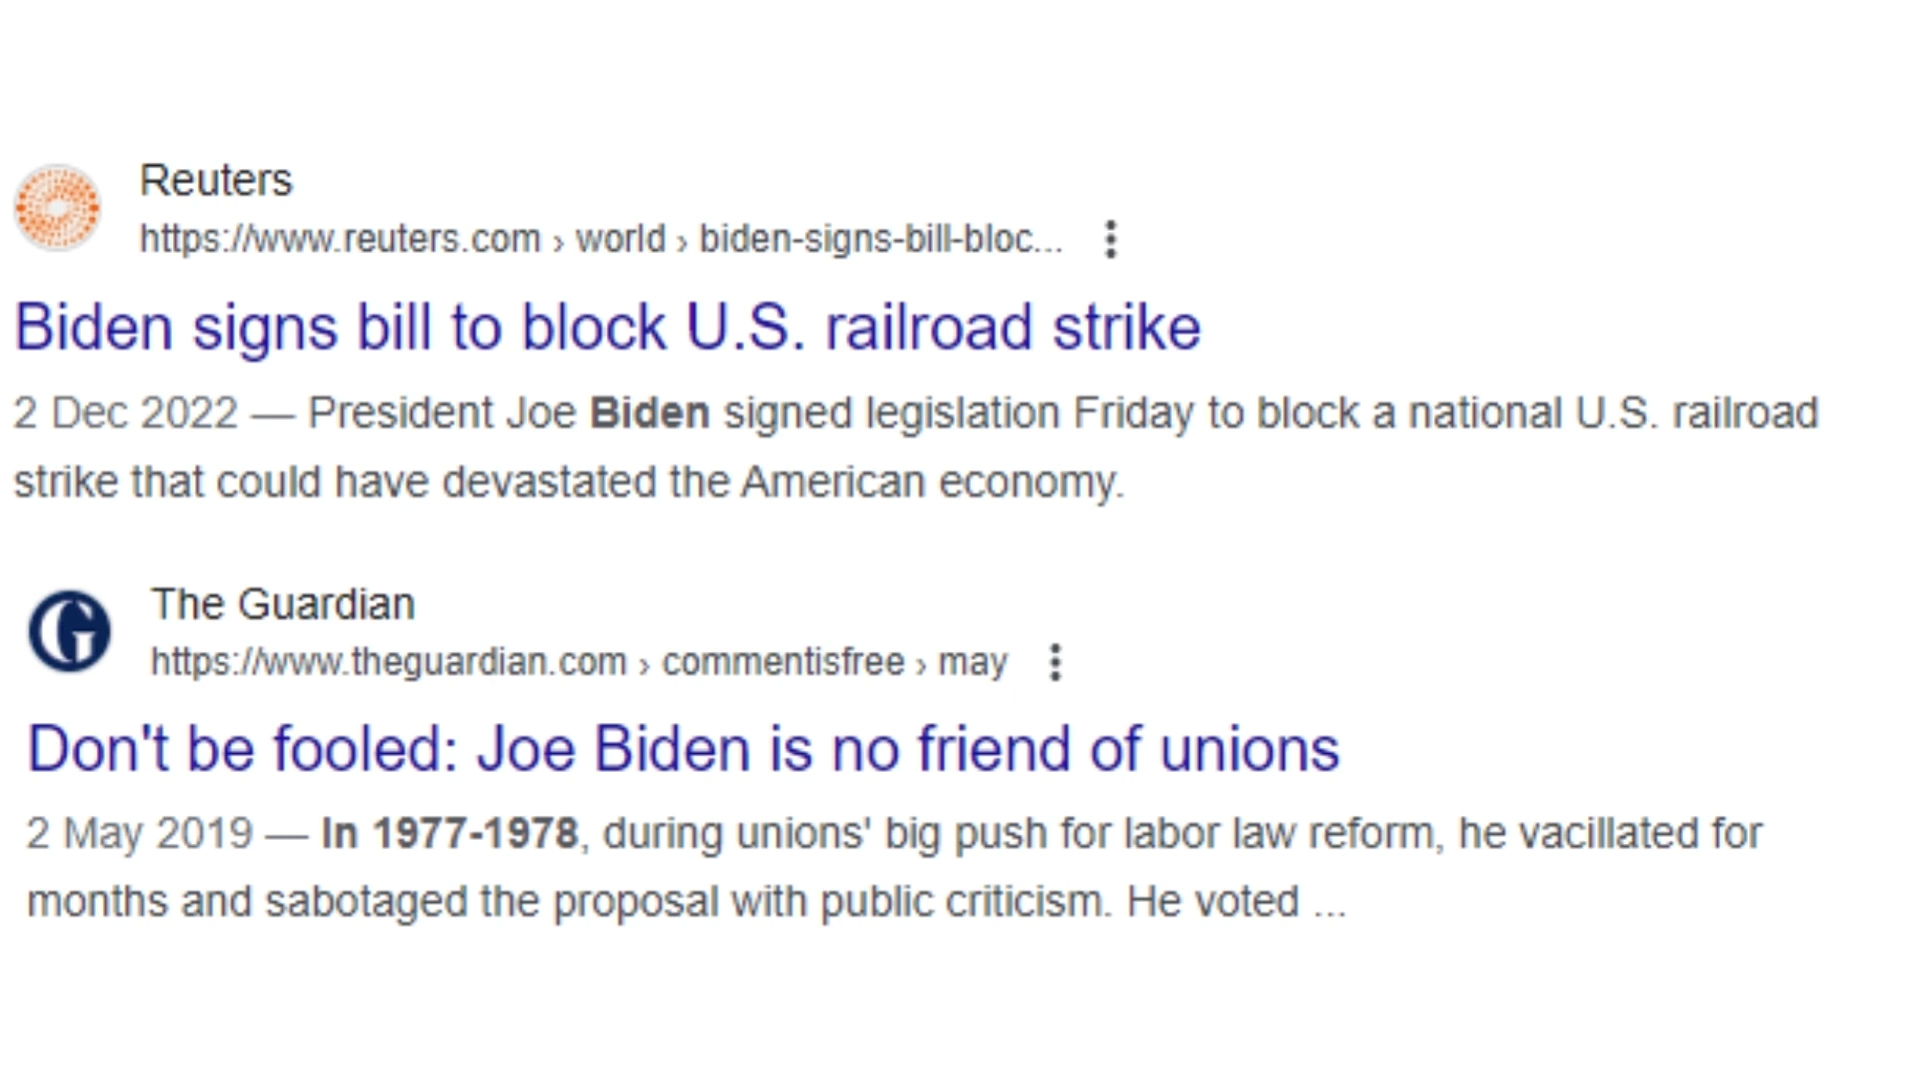 Reuters
https://www.reuters.com › world › biden-signs-bill-bloc...
Biden signs bill to block U.S. railroad strike
2 Dec 2022 — President Joe Biden signed legislation Friday to block a national U.S. railroad
strike that could have devastated the American economy.
The Guardian
https://www.theguardian.com › commentisfree › may
Don't be fooled: Joe Biden is no friend of unions
2 May 2019 — In 1977-1978, during unions' big push for labor law reform, he vacillated for
months and sabotaged the proposal with public criticism. He voted ...